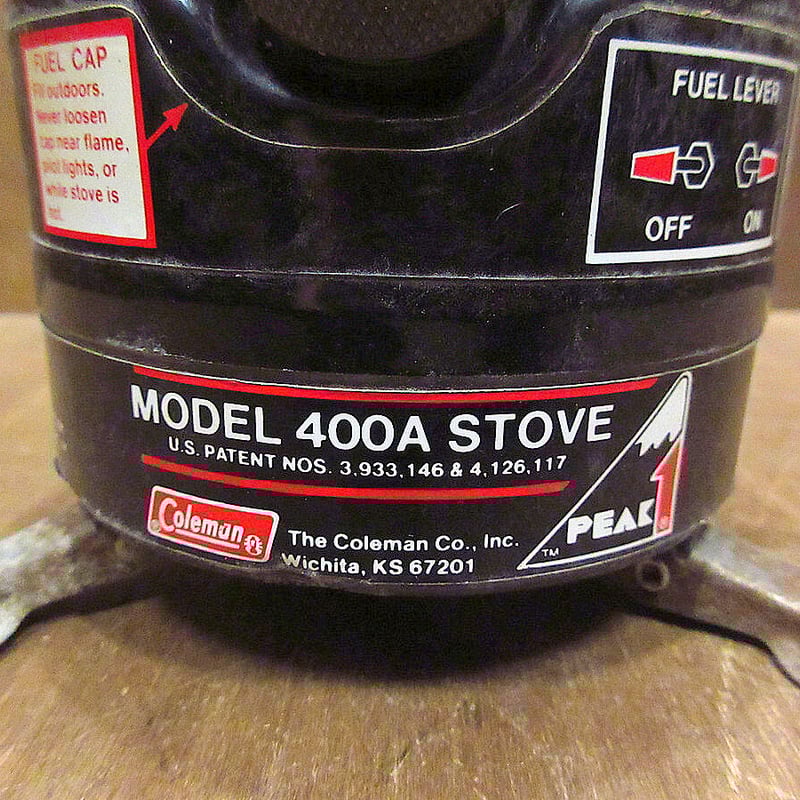 FUEL CAP
Fill outdoors.
Never loosen
cap near flame,
pilot lights, or
while stove is
hot.
FUEL LEVER
OFF ON
MODEL 400A STOVE
U.S. PATENT NOS. 3,933,146 & 4,126,117
Coleman
The Coleman Co., Inc.
Wichita, KS 67201
PEAK 1
TM ®